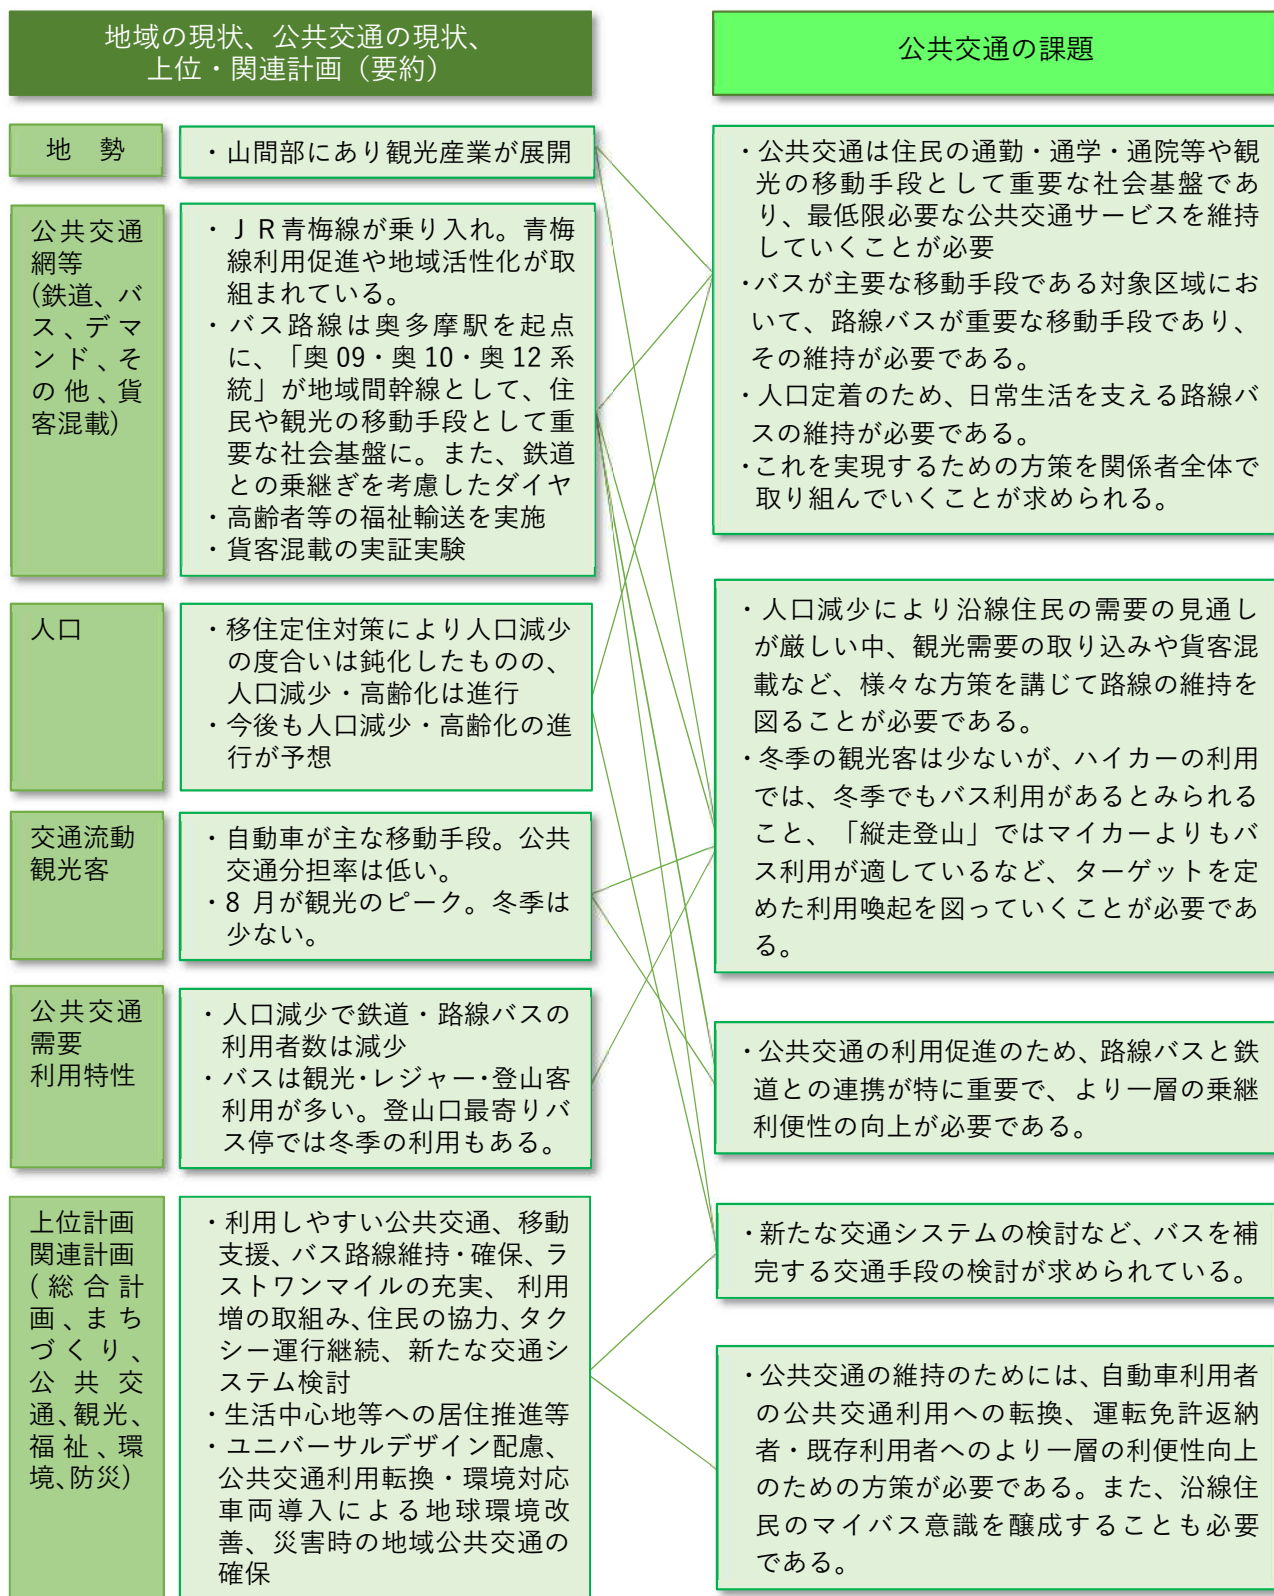 地域の現状、公共交通の現状、
上位・関連計画（要約）
公共交通の課題
地　勢
・山間部にあり観光産業が展開
公共交通
網等
(鉄道、バ
ス、デマ
ンド、そ
の他、貨
客混載)
・ＪＲ青梅線が乗り入れ。青梅
線利用促進や地域活性化が取
組まれている。
・バス路線は奥多摩駅を起点
に、「奥 09・奥 10・奥 12 系
統」が地域間幹線として、住
民や観光の移動手段として重
要な社会基盤に。また、鉄道
との乗継ぎを考慮したダイヤ
・高齢者等の福祉輸送を実施
・貨客混載の実証実験
人口
・移住定住対策により人口減少
の度合いは鈍化したものの、
人口減少・高齢化は進行
・今後も人口減少・高齢化の進
行が予想
交通流動
観光客
・自動車が主な移動手段。公共
交通分担率は低い。
・8 月が観光のピーク。冬季は
少ない。
公共交通
需要
利用特性
・人口減少で鉄道・路線バスの
利用者数は減少
・バスは観光・レジャー・登山客
利用が多い。登山口最寄りバ
ス停では冬季の利用もある。
上位計画
関連計画
(総合計
画、まち
づくり、
公共交
通、観光、
福祉、環
境、防災)
・利用しやすい公共交通、移動
支援、バス路線維持・確保、ラ
ストワンマイルの充実、利用
増の取組み、住民の協力、タク
シー運行継続、新たな交通シ
ステム検討
・生活中心地等への居住推進等
・ユニバーサルデザイン配慮、
公共交通利用転換・環境対応
車両導入による地球環境改
善、災害時の地域公共交通の
確保
・公共交通は住民の通勤・通学・通院等や観
光の移動手段として重要な社会基盤であ
り、最低限必要な公共交通サービスを維持
していくことが必要
・バスが主要な移動手段である対象区域にお
いて、路線バスが重要な移動手段であり、
その維持が必要である。
・人口定着のため、日常生活を支える路線バ
スの維持が必要である。
・これを実現するための方策を関係者全体で
取り組んでいくことが求められる。
・人口減少により沿線住民の需要の見通し
が厳しい中、観光需要の取り込みや貨客混
載など、様々な方策を講じて路線の維持を
図ることが必要である。
・冬季の観光客は少ないが、ハイカーの利用
では、冬季でもバス利用があるとみられる
こと、「縦走登山」ではマイカーよりもバ
ス利用が適しているなど、ターゲットを定
めた利用喚起を図っていくことが必要であ
る。
・公共交通の利用促進のため、路線バスと鉄
道との連携が特に重要で、より一層の乗継
利便性の向上が必要である。
・新たな交通システムの検討など、バスを補
完する交通手段の検討が求められている。
・公共交通の維持のためには、自動車利用者
の公共交通利用への転換、運転免許返納
者・既存利用者へのより一層の利便性向上
のための方策が必要である。また、沿線住
民のマイバス意識を醸成することも必要
である。